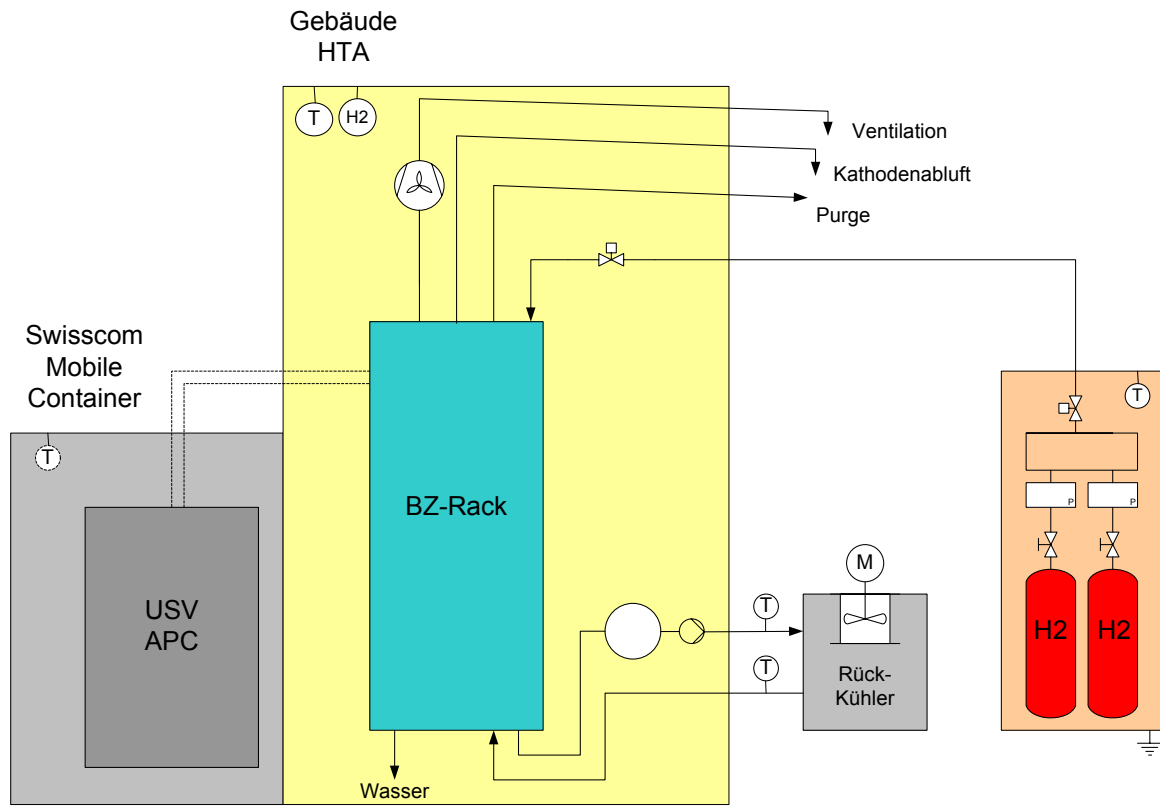 Gebäude
HTA
T
H2
Ventilation
Kathodenabluft
Purge
Swisscom
Mobile
Container
T
T
BZ-Rack
P
P
USV
APC
M
T
T
H2
H2
Rück-
Kühler
Wasser